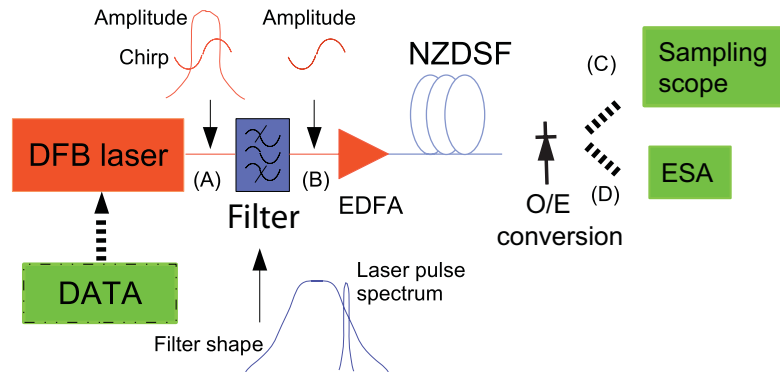 Amplitude
Amplitude
Chirp
NZDSF
(C)
Sampling
scope
DFB laser
(A)
(B)
EDFA
Filter
ESA
(D)
O/E
conversion
DATA
Laser pulse
spectrum
Filter shape